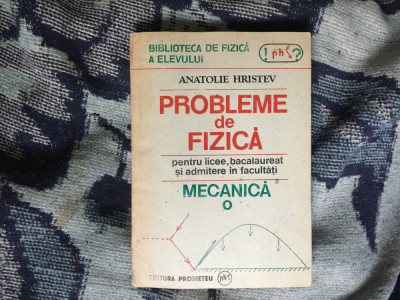 BIBLIOTECA DE FIZICĂ
A ELEVULUI
! phs ?
ANATOLIE HRISTEV
PROBLEME
de
FIZICĂ
pentru licee, bacalaureat
și admitere în facultăți
MECANICĂ
O
EDITURA PROMETEU